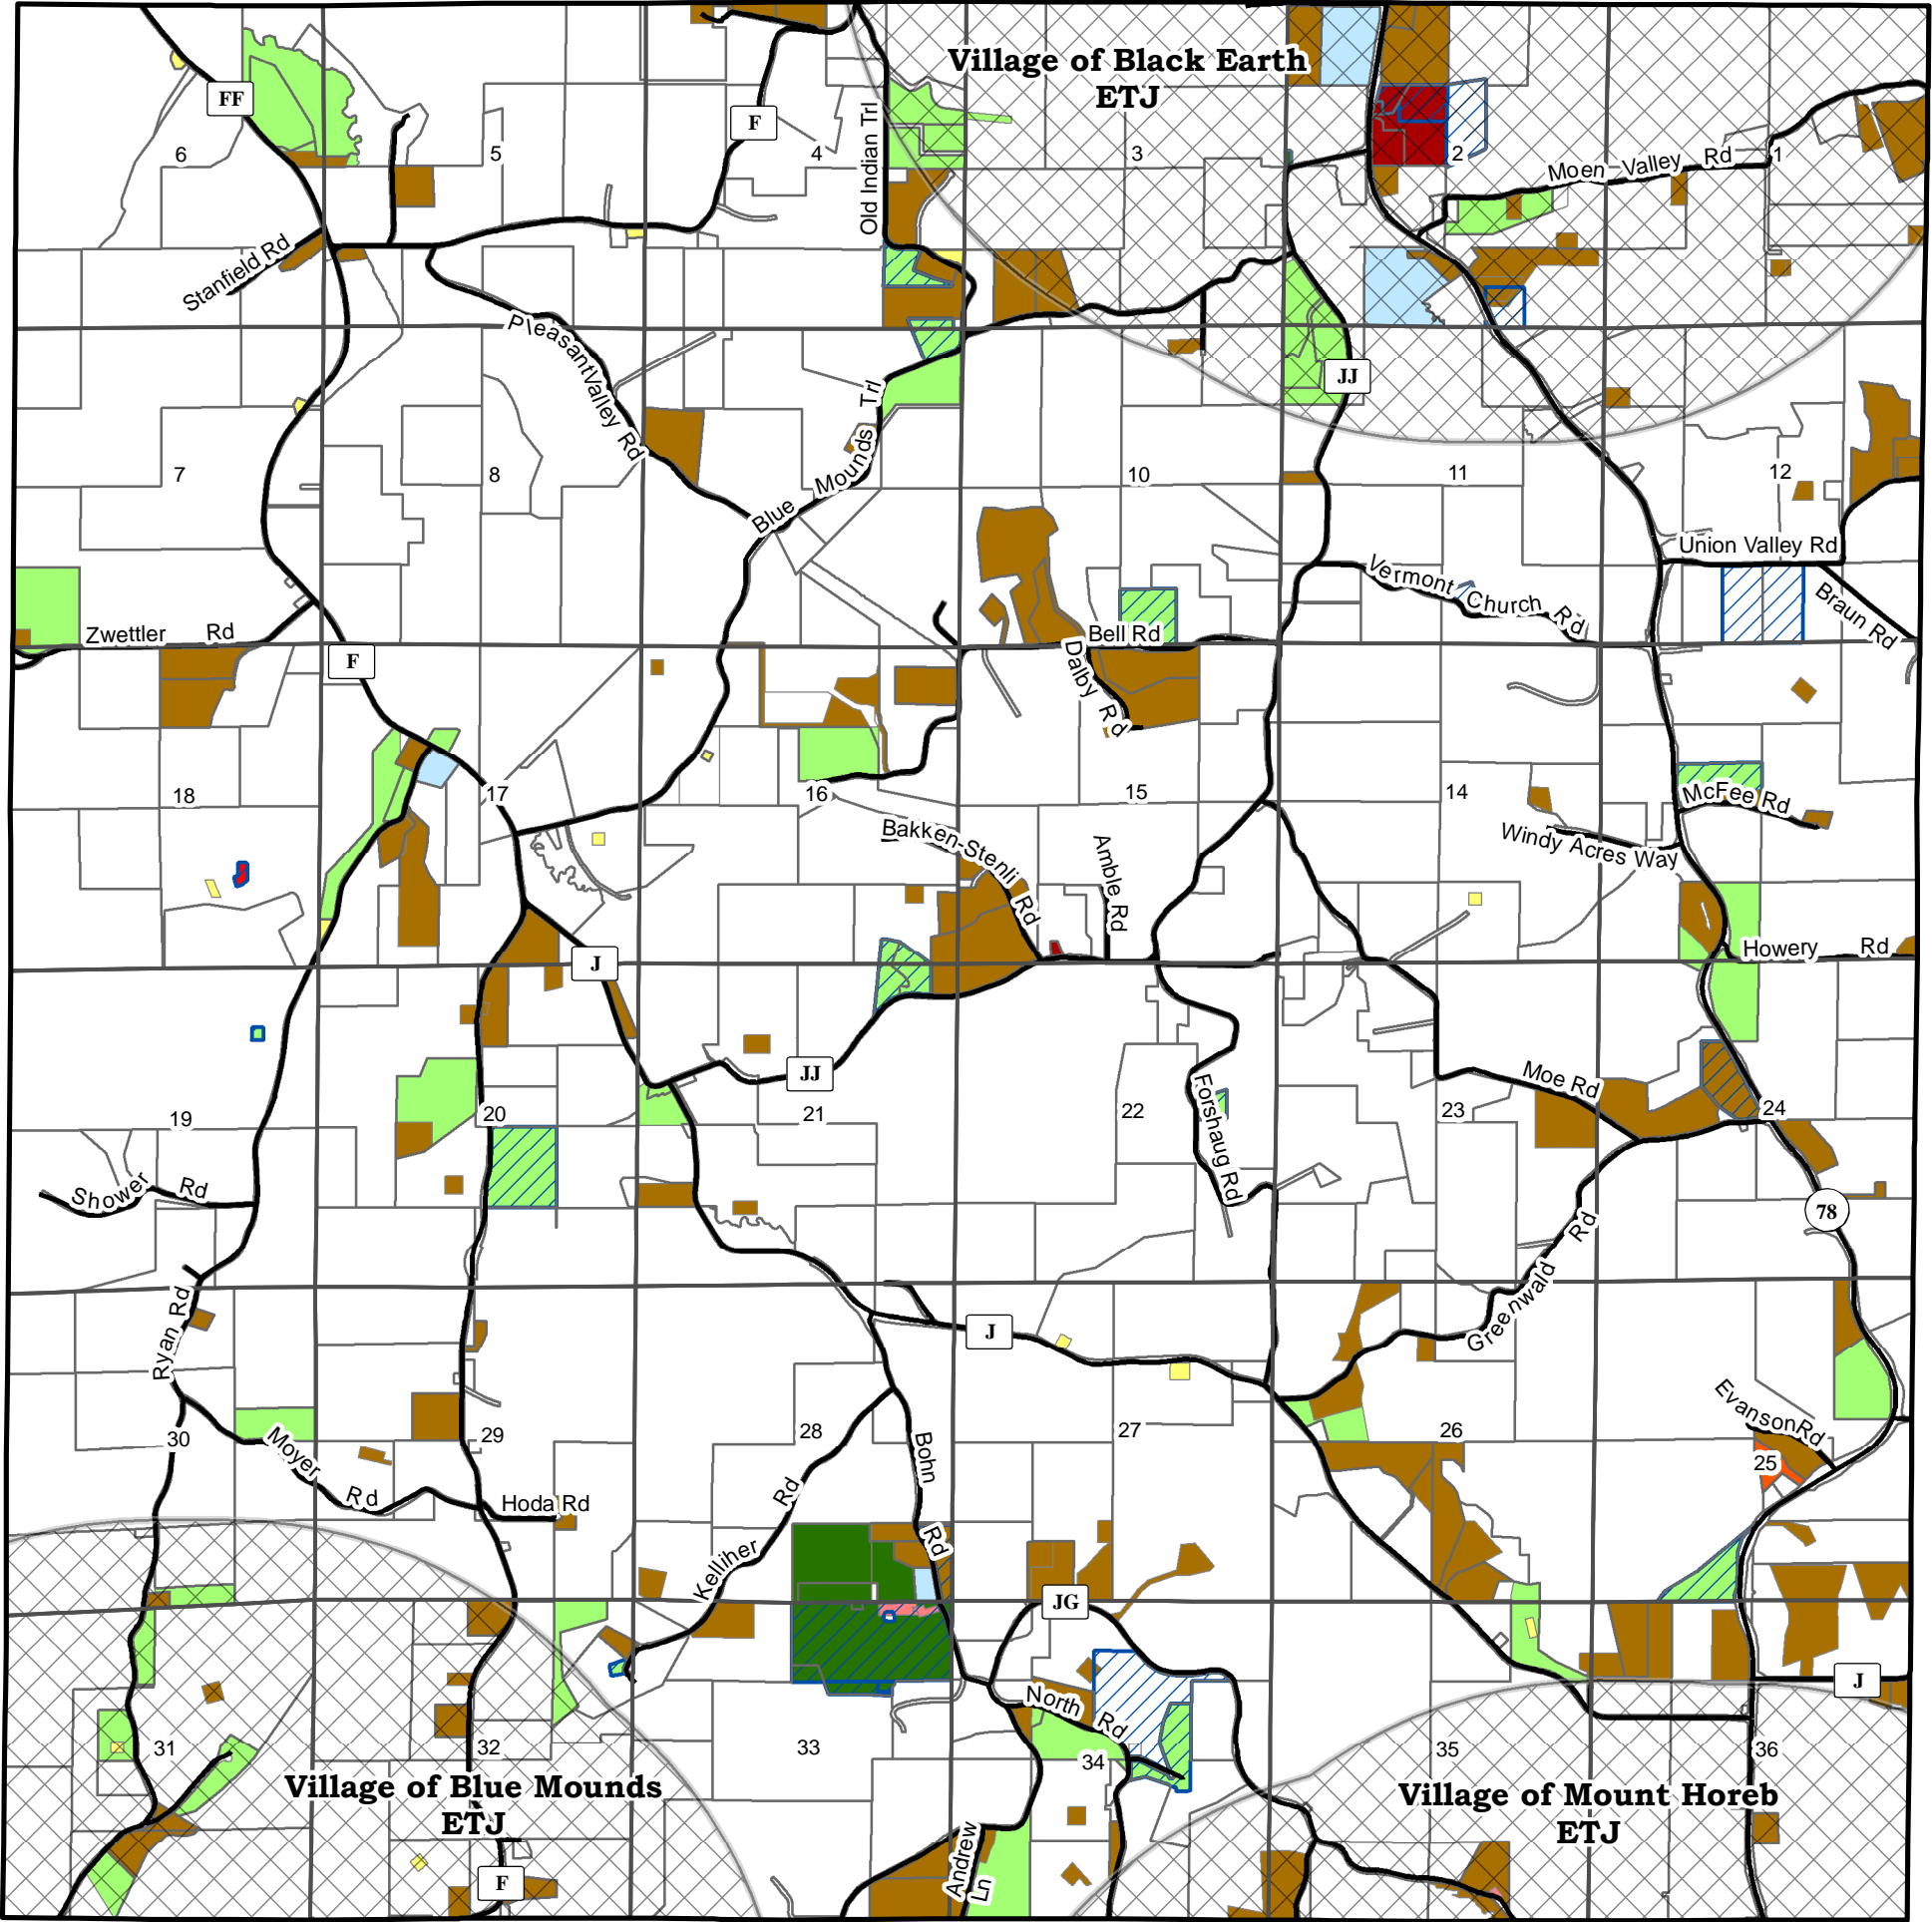 Village of Black Earth
ETJ
FF
F
Old Indian Trl
6
5
4
3
2
1
Moen Valley Rd
Stanfield Rd
Pleasant Valley Rd
JJ
Blue Mounds Trl
7
8
10
11
12
Union Valley Rd
Vermont Church Rd
Braun Rd
Zwettler Rd
F
Bell Rd
Dalby Rd
18
17
16
15
14
McFee Rd
Windy Acres Way
Bakken-Stenli Rd
Amble Rd
Howery Rd
J
JJ
Moe Rd
Forshaug Rd
19
20
21
22
23
24
Shower Rd
78
Greenwald Rd
Ryan Rd
J
Evanson Rd
30
29
28
27
26
25
Moyer Rd
Hoda Rd
Bohn Rd
Kelliher Rd
JG
J
North Rd
31
32
33
34
35
36
Village of Blue Mounds
ETJ
Village of Mount Horeb
ETJ
Andrew Ln
F